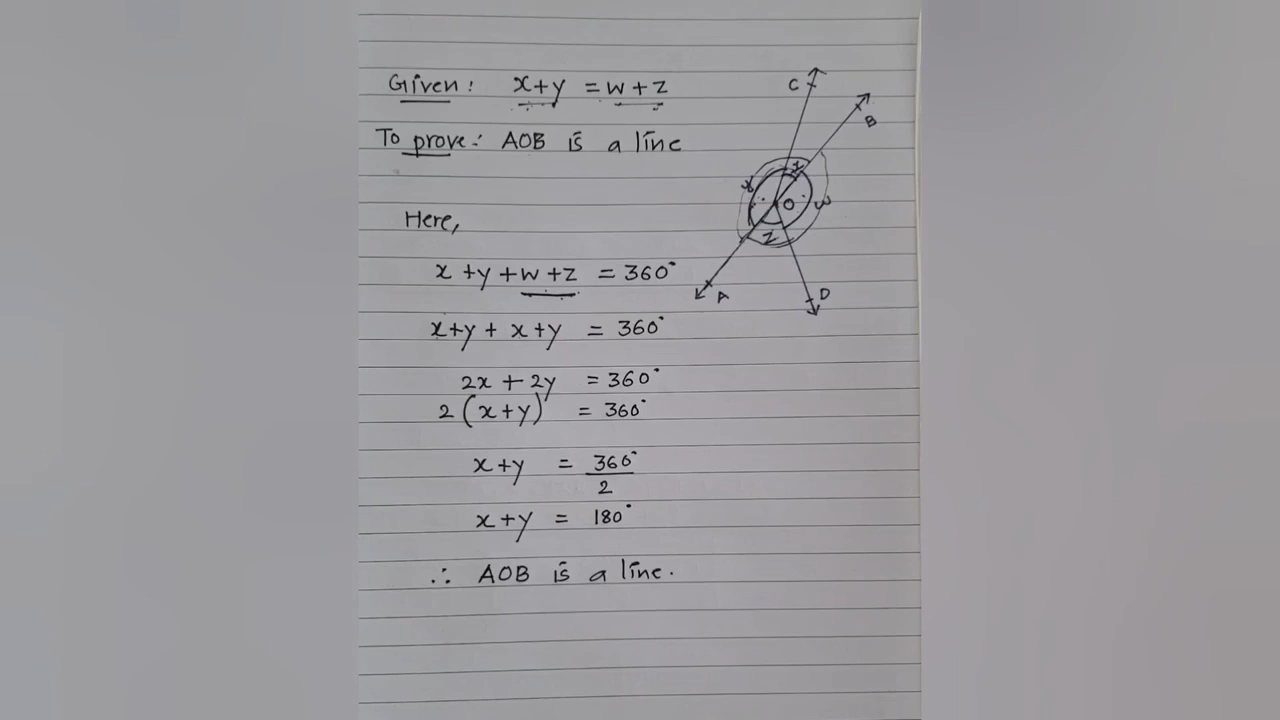 Given: x+y = w+z
To prove: AOB is a line
Here,
x+y+w+z = 360°
x+y+x+y = 360°
2x+2y = 360°
2(x+y) = 360°
x+y = 360°/2
x+y = 180°
∴ AOB is a line.
C
B
x
y
O
w
z
A
D